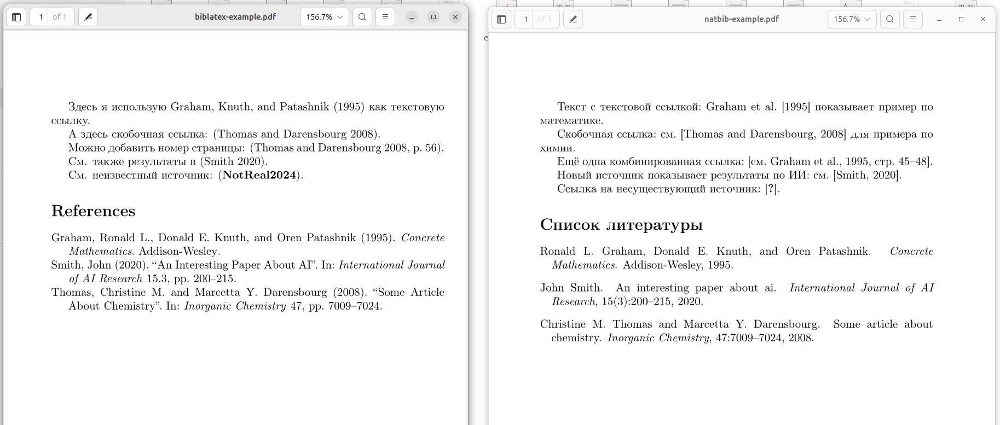 1 of 1
biblatex-example.pdf
156.7%
Здесь я использую Graham, Knuth, and Patashnik (1995) как текстовую
ссылку.
А здесь скобочная ссылка: (Thomas and Darensbourg 2008).
Можно добавить номер страницы: (Thomas and Darensbourg 2008, p. 56).
См. также результаты в (Smith 2020).
См. неизвестный источник: (NotReal2024).
References
Graham, Ronald L., Donald E. Knuth, and Oren Patashnik (1995). Concrete
Mathematics. Addison-Wesley.
Smith, John (2020). “An Interesting Paper About AI”. In: International Journal
of AI Research 15.3, pp. 200–215.
Thomas, Christine M. and Marcetta Y. Darensbourg (2008). “Some Article
About Chemistry”. In: Inorganic Chemistry 47, pp. 7009–7024.
1 of 1
natbib-example.pdf
156.7%
Текст с текстовой ссылкой: Graham et al. [1995] показывает пример по
математике.
Скобочная ссылка: см. [Thomas and Darensbourg, 2008] для примера по
химии.
Ещё одна комбинированная ссылка: [см. Graham et al., 1995, стр. 45–48].
Новый источник показывает результаты по ИИ: см. [Smith, 2020].
Ссылка на несуществующий источник: [?].
Список литературы
Ronald L. Graham, Donald E. Knuth, and Oren Patashnik. Concrete
Mathematics. Addison-Wesley, 1995.
John Smith. An interesting paper about ai. International Journal of AI
Research, 15(3):200–215, 2020.
Christine M. Thomas and Marcetta Y. Darensbourg. Some article about
chemistry. Inorganic Chemistry, 47:7009–7024, 2008.